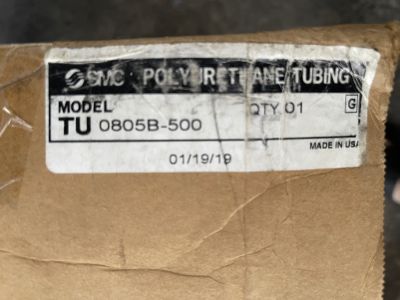 SMC POLYURETHANE TUBING
MODEL QTY 01 G
TU 0805B-500
MADE IN USA
01/19/19